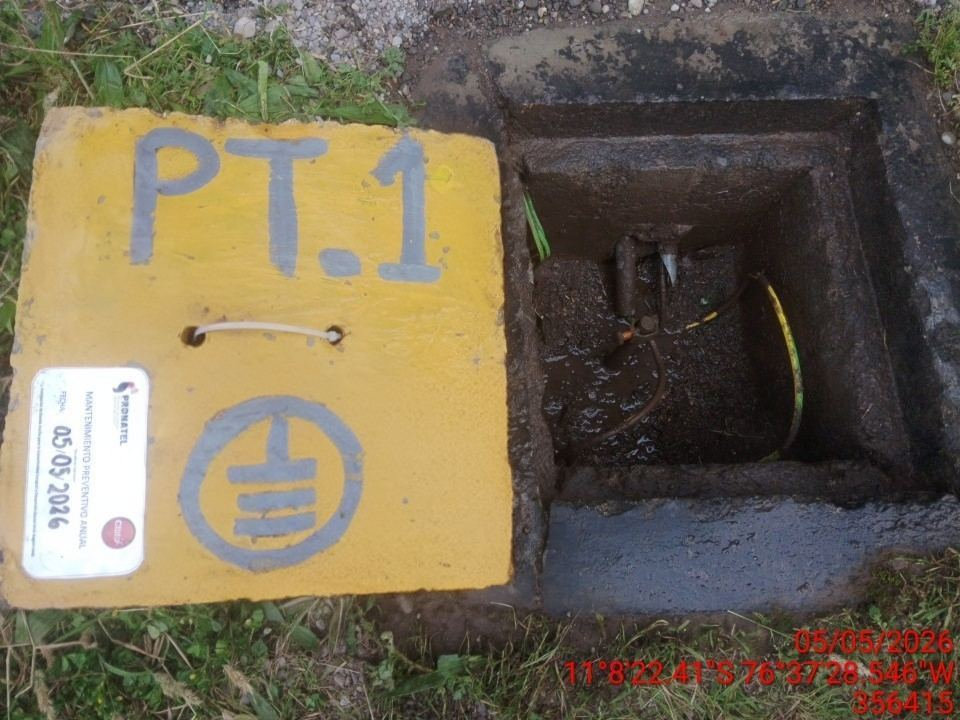 PT.1
PRONATEL
MANTENIMIENTO PREVENTIVO ANUAL
FECHA: 05/05/2026
Claro
05/05/2026
11°8'22.41"S 76°37'28.546"W
356415